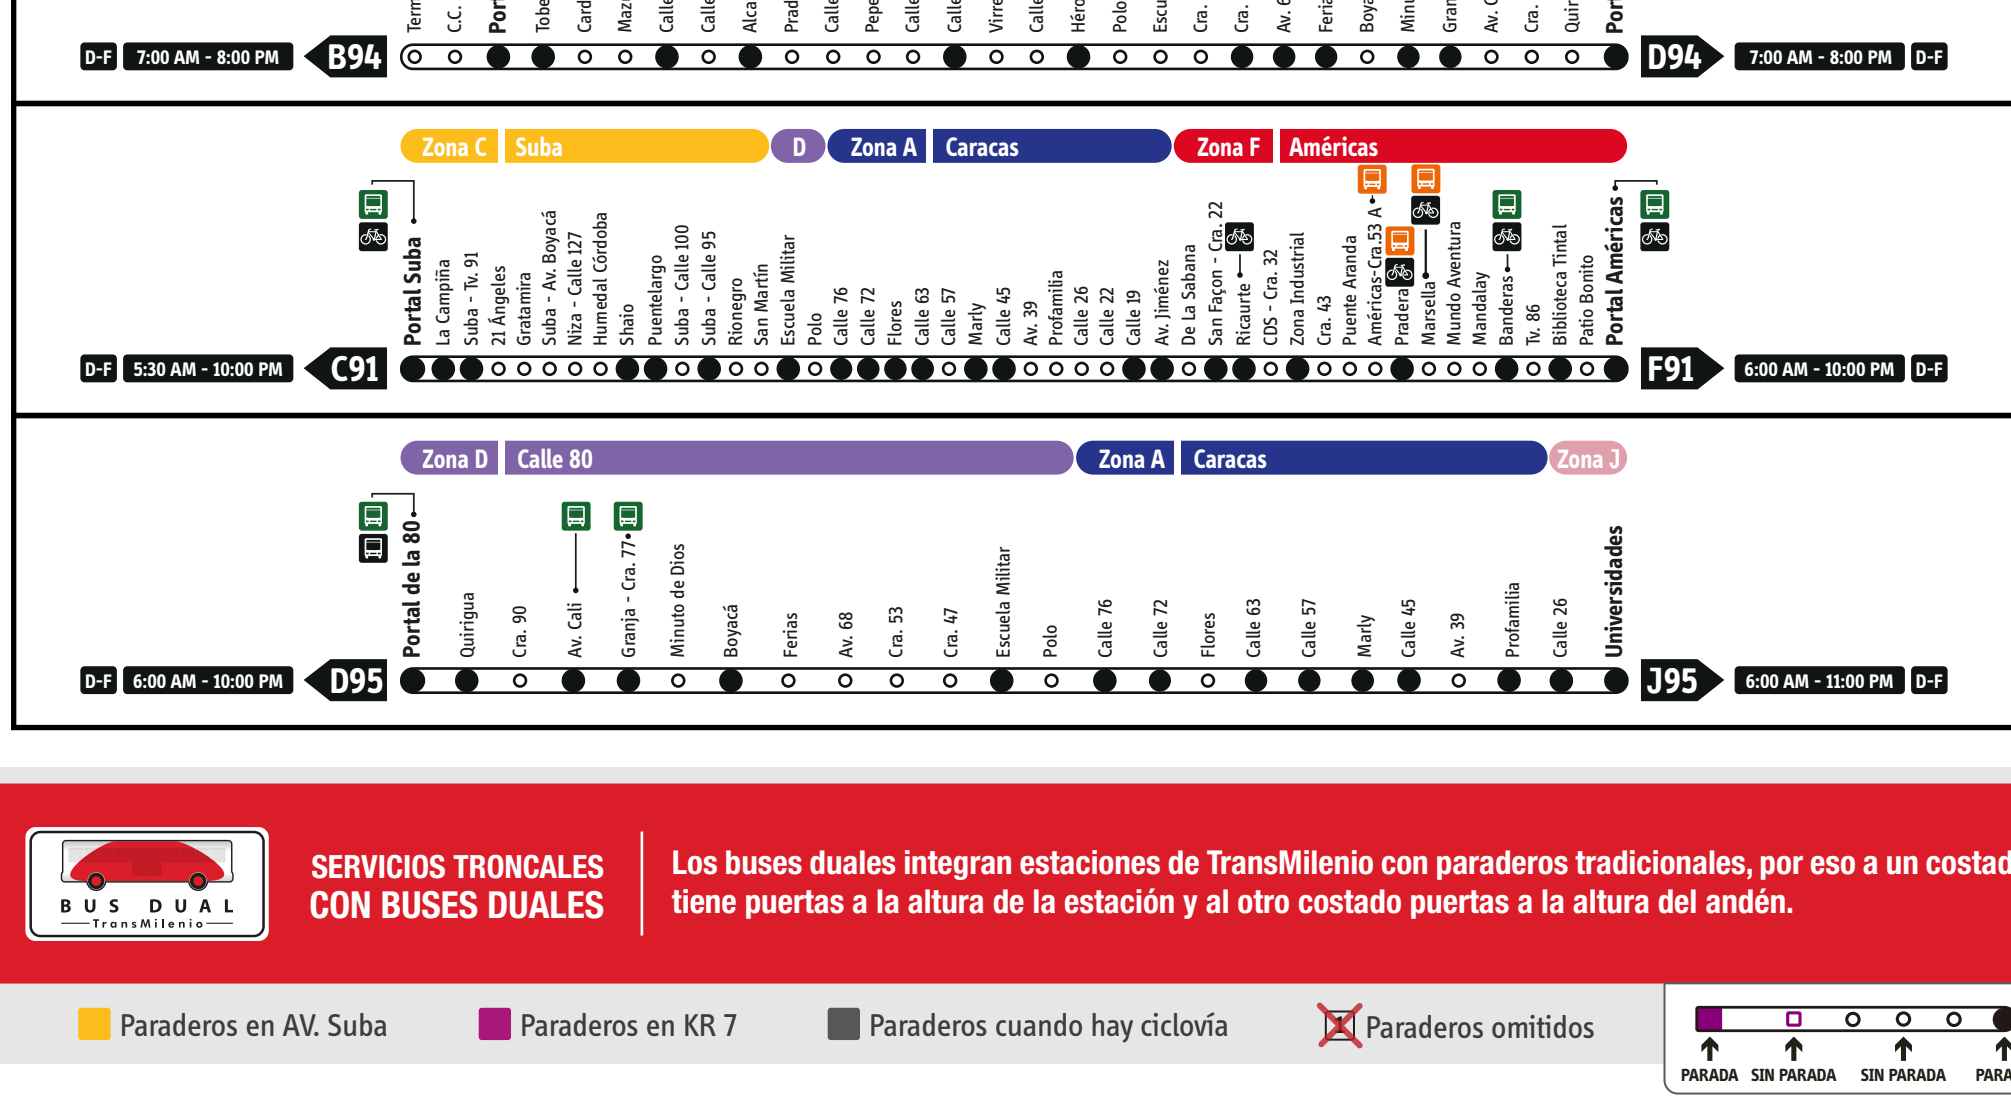 D-F 7:00 AM - 8:00 PM B94
D94 7:00 AM - 8:00 PM D-F
Zona C Suba D Zona A Caracas Zona F Américas
Portal Suba
La Campiña
Suba - Tv. 91
21 Ángeles
Gratamira
Suba - Av. Boyacá
Niza - Calle 127
Humedal Córdoba
Shaio
Puentelargo
Suba - Calle 100
Suba - Calle 95
Rionegro
San Martín
Escuela Militar
Polo
Calle 76
Calle 72
Flores
Calle 63
Calle 57
Marly
Calle 45
Av. 39
Profamilia
Calle 26
Calle 22
Calle 19
Av. Jiménez
De La Sabana
San Façon - Cra. 22
Ricaurte
CDS - Cra. 32
Zona Industrial
Cra. 43
Puente Aranda
Américas-Cra.53 A
Pradera
Marsella
Mundo Aventura
Mandalay
Banderas
Tv. 86
Biblioteca Tintal
Patio Bonito
Portal Américas
D-F 5:30 AM - 10:00 PM C91
F91 6:00 AM - 10:00 PM D-F
Zona D Calle 80 Zona A Caracas Zona J
Portal de la 80
Quirigua
Cra. 90
Av. Cali
Granja - Cra. 77
Minuto de Dios
Boyacá
Ferias
Av. 68
Cra. 53
Cra. 47
Escuela Militar
Polo
Calle 76
Calle 72
Flores
Calle 63
Calle 57
Marly
Calle 45
Av. 39
Profamilia
Calle 26
Universidades
D-F 6:00 AM - 10:00 PM D95
J95 6:00 AM - 11:00 PM D-F
BUS DUAL
TransMilenio
SERVICIOS TRONCALES
CON BUSES DUALES
Los buses duales integran estaciones de TransMilenio con paraderos tradicionales, por eso a un costad
tiene puertas a la altura de la estación y al otro costado puertas a la altura del andén.
Paraderos en AV. Suba
Paraderos en KR 7
Paraderos cuando hay ciclovía
Paraderos omitidos
PARADA SIN PARADA SIN PARADA PARA